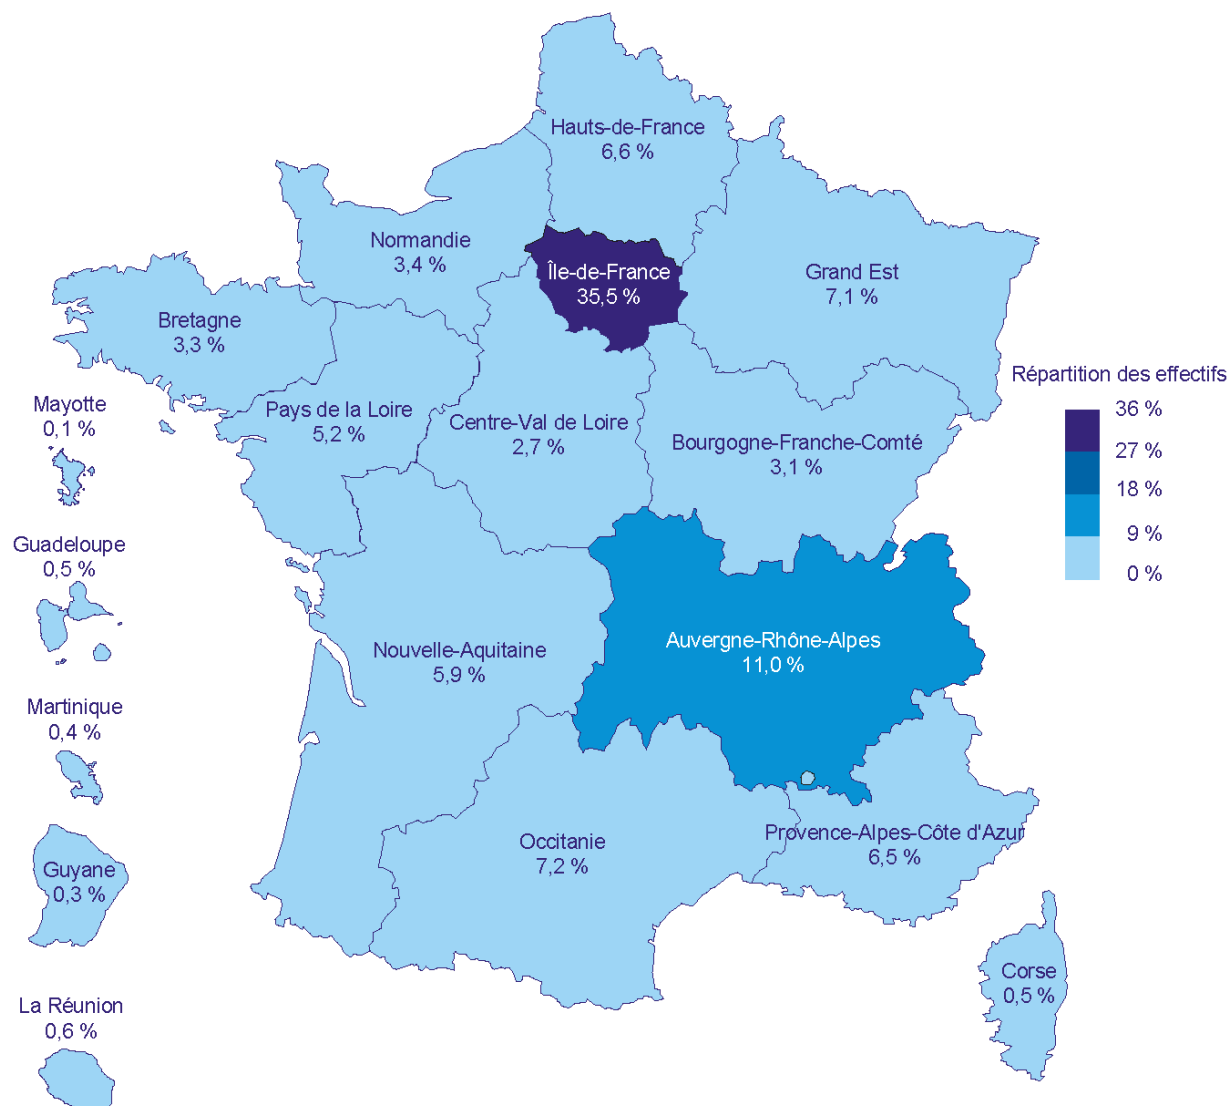 Hauts-de-France
6,6 %
Normandie
3,4 %
Île-de-France
35,5 %
Grand Est
7,1 %
Bretagne
3,3 %
Pays de la Loire
5,2 %
Centre-Val de Loire
2,7 %
Bourgogne-Franche-Comté
3,1 %
Répartition des effectifs
36 %
27 %
18 %
9 %
0 %
Mayotte
0,1 %
Guadeloupe
0,5 %
Nouvelle-Aquitaine
5,9 %
Auvergne-Rhône-Alpes
11,0 %
Martinique
0,4 %
Guyane
0,3 %
Occitanie
7,2 %
Provence-Alpes-Côte d'Azur
6,5 %
Corse
0,5 %
La Réunion
0,6 %